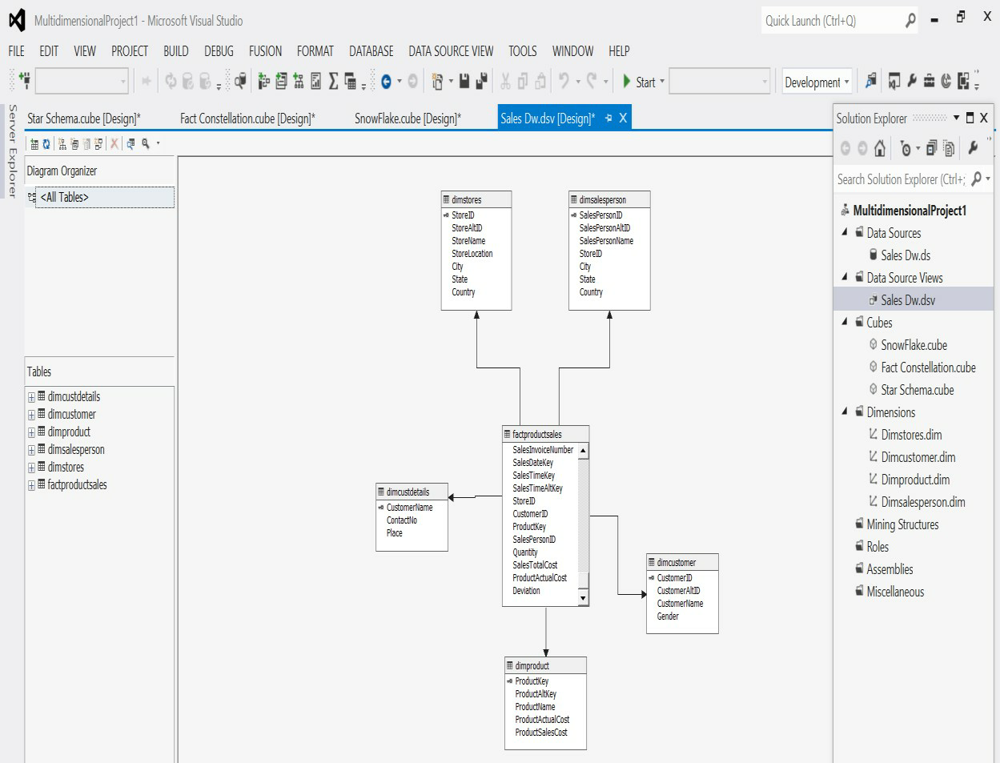 MultidimensionalProject1 - Microsoft Visual Studio
Quick Launch (Ctrl+Q)
FILE EDIT VIEW PROJECT BUILD DEBUG FUSION FORMAT DATABASE DATA SOURCE VIEW TOOLS WINDOW HELP
Start Development
Server Explorer
Star Schema.cube [Design]* Fact Constellation.cube [Design]* SnowFlake.cube [Design]* Sales Dw.dsv [Design]*
Diagram Organizer
<All Tables>
Tables
dimcustdetails
dimcustomer
dimproduct
dimsalesperson
dimstores
factproductsales
dimstores
StoreID
StoreAltID
StoreName
StoreLocation
City
State
Country
dimsalesperson
SalesPersonID
SalesPersonAltID
SalesPersonName
StoreID
City
State
Country
factproductsales
SalesInvoiceNumber
SalesDateKey
SalesTimeKey
SalesTimeAltKey
StoreID
CustomerID
ProductKey
SalesPersonID
Quantity
SalesTotalCost
ProductActualCost
Deviation
dimcustdetails
CustomerName
ContactNo
Place
dimcustomer
CustomerID
CustomerAltID
CustomerName
Gender
dimproduct
ProductKey
ProductAltKey
ProductName
ProductActualCost
ProductSalesCost
Solution Explorer
Search Solution Explorer (Ctrl+;
MultidimensionalProject1
Data Sources
Sales Dw.ds
Data Source Views
Sales Dw.dsv
Cubes
SnowFlake.cube
Fact Constellation.cube
Star Schema.cube
Dimensions
Dimstores.dim
Dimcustomer.dim
Dimproduct.dim
Dimsalesperson.dim
Mining Structures
Roles
Assemblies
Miscellaneous